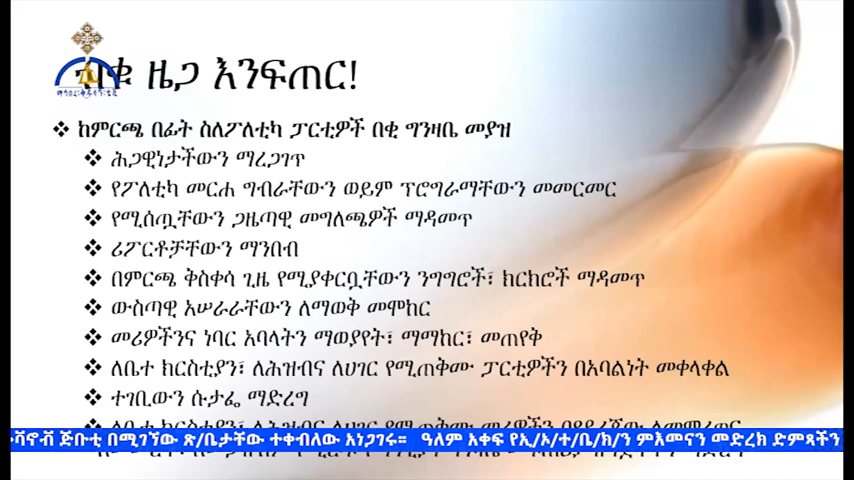 ብቁ ዜጋ እንፍጠር!
❖ ከምርጫ በፊት ስለፖለቲካ ፓርቲዎች በቂ ግንዛቤ መያዝ
❖ ሕጋዊነታቸውን ማረጋገጥ
❖ የፖለቲካ መርሐ ግብራቸውን ወይም ፕሮግራማቸውን መመርመር
❖ የሚሰጧቸውን ጋዜጣዊ መግለጫዎች ማዳመጥ
❖ ሪፖርቶቻቸውን ማንበብ
❖ በምርጫ ቅስቀሳ ጊዜ የሚያቀርቧቸውን ንግግሮች፣ ክርክሮች ማዳመጥ
❖ ውስጣዊ አሠራራቸውን ለማወቅ መሞከር
❖ መሪዎችንና ነባር አባላትን ማወያየት፣ ማማከር፣ መጠየቅ
❖ ለቤተ ክርስቲያን፣ ለሕዝብና ለሀገር የሚጠቅሙ ፓርቲዎችን በአባልነት መቀላቀል
❖ ተገቢውን ሱታፌ ማድረግ
ጅቡቲ በሚገኘው ጽ/ቤታቸው ተቀብለው አነጋገሩ። ዓለም አቀፍ የኢ/ኦ/ተ/ቤ/ክ/ን ምእመናን መድረክ ድምጻችን